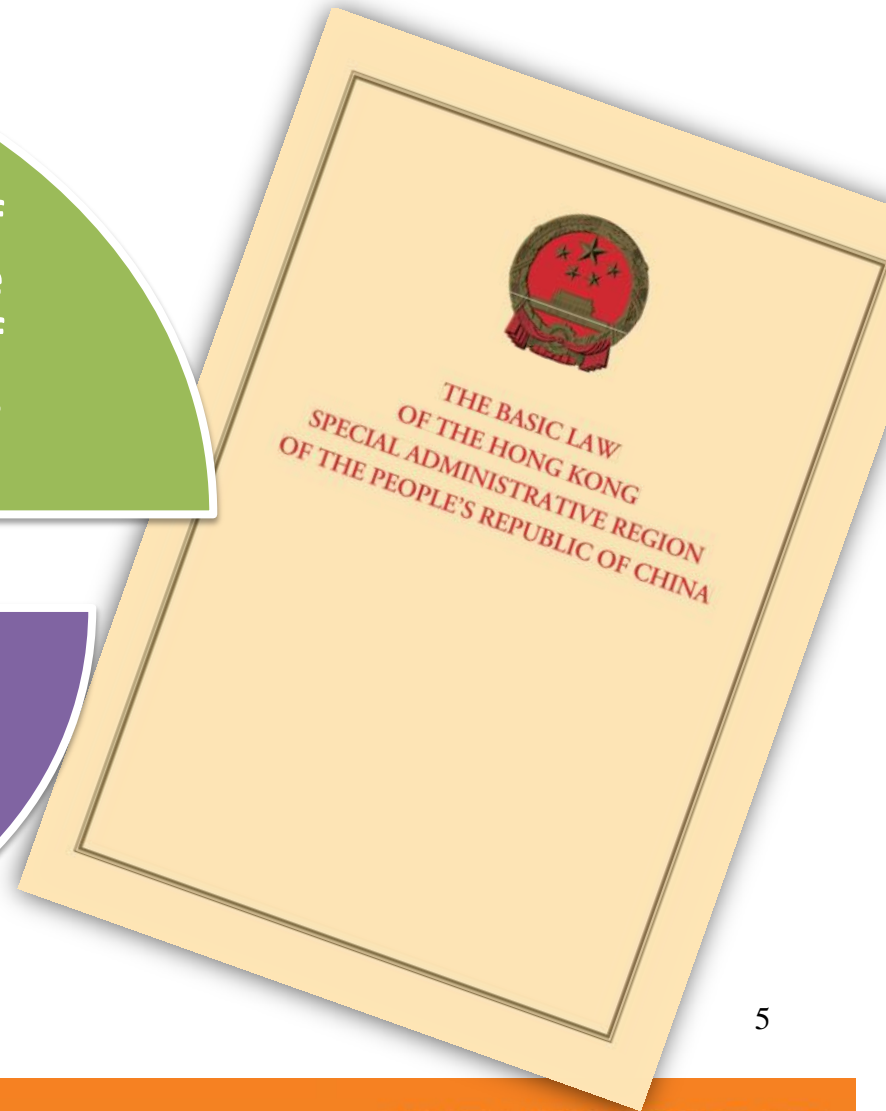 THE BASIC LAW
OF THE HONG KONG
SPECIAL ADMINISTRATIVE REGION
OF THE PEOPLE'S REPUBLIC OF CHINA
5